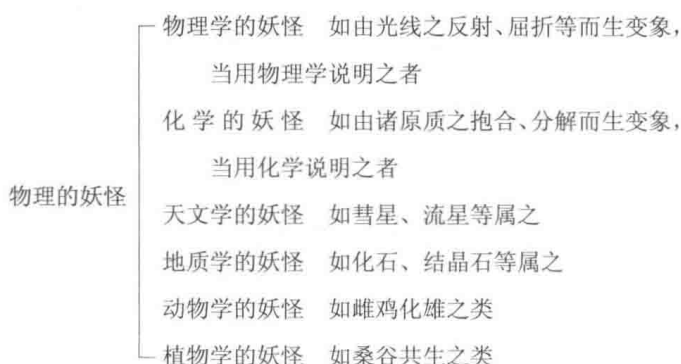 物理学的妖怪 如由光线之反射、屈折等而生变象，
当用物理学说明之者
化学的妖怪 如由诸原质之抱合、分解而生变象，
当用化学说明之者
物理的妖怪
天文学的妖怪 如彗星、流星等属之
地质学的妖怪 如化石、结晶石等属之
动物学的妖怪 如雌鸡化雄之类
植物学的妖怪 如桑谷共生之类